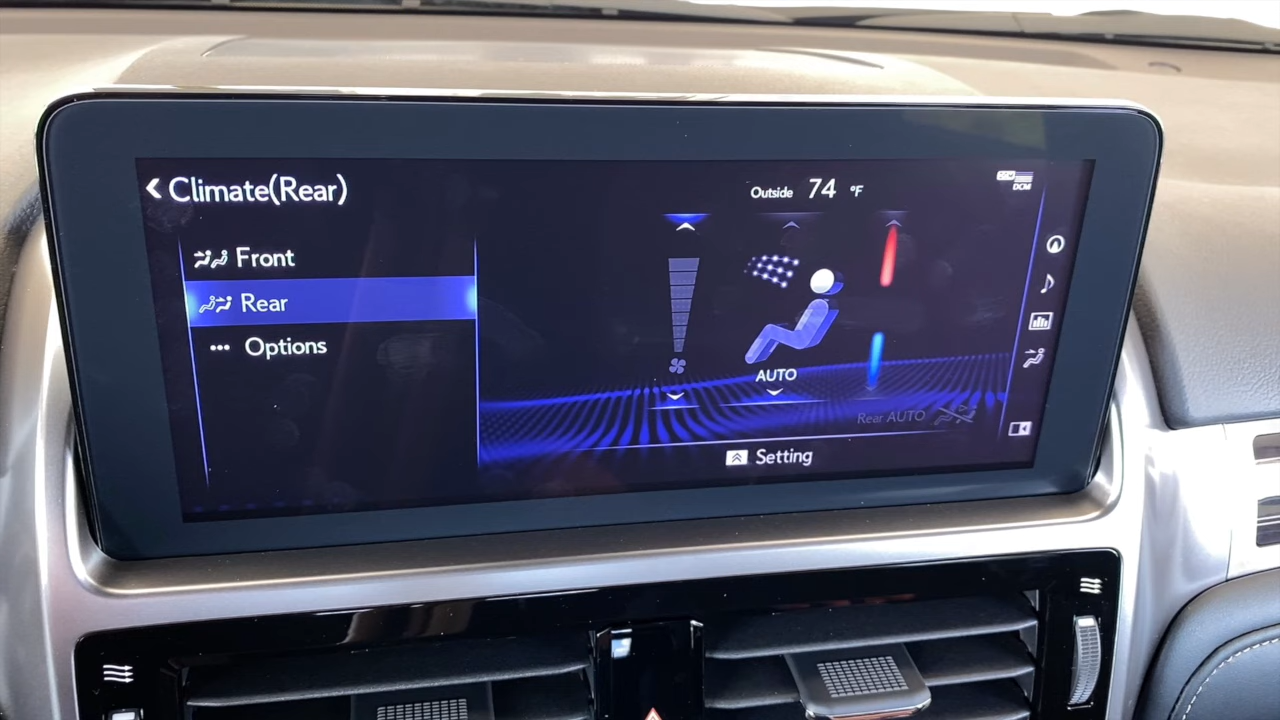 Climate(Rear)
Outside 74 °F
DCM
Front
Rear
Options
AUTO
Rear AUTO
Setting